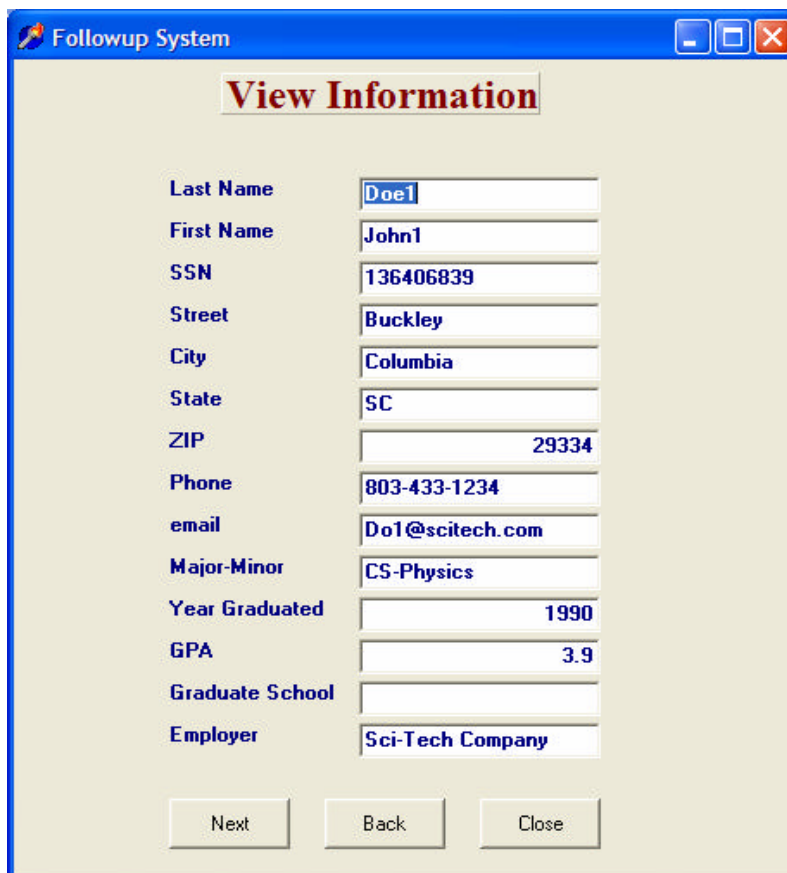 Followup System
View Information
Last Name Doe1
First Name John1
SSN 136406839
Street Buckley
City Columbia
State SC
ZIP 29334
Phone 803-433-1234
email Do1@scitech.com
Major-Minor CS-Physics
Year Graduated 1990
GPA 3.9
Graduate School
Employer Sci-Tech Company
Next Back Close